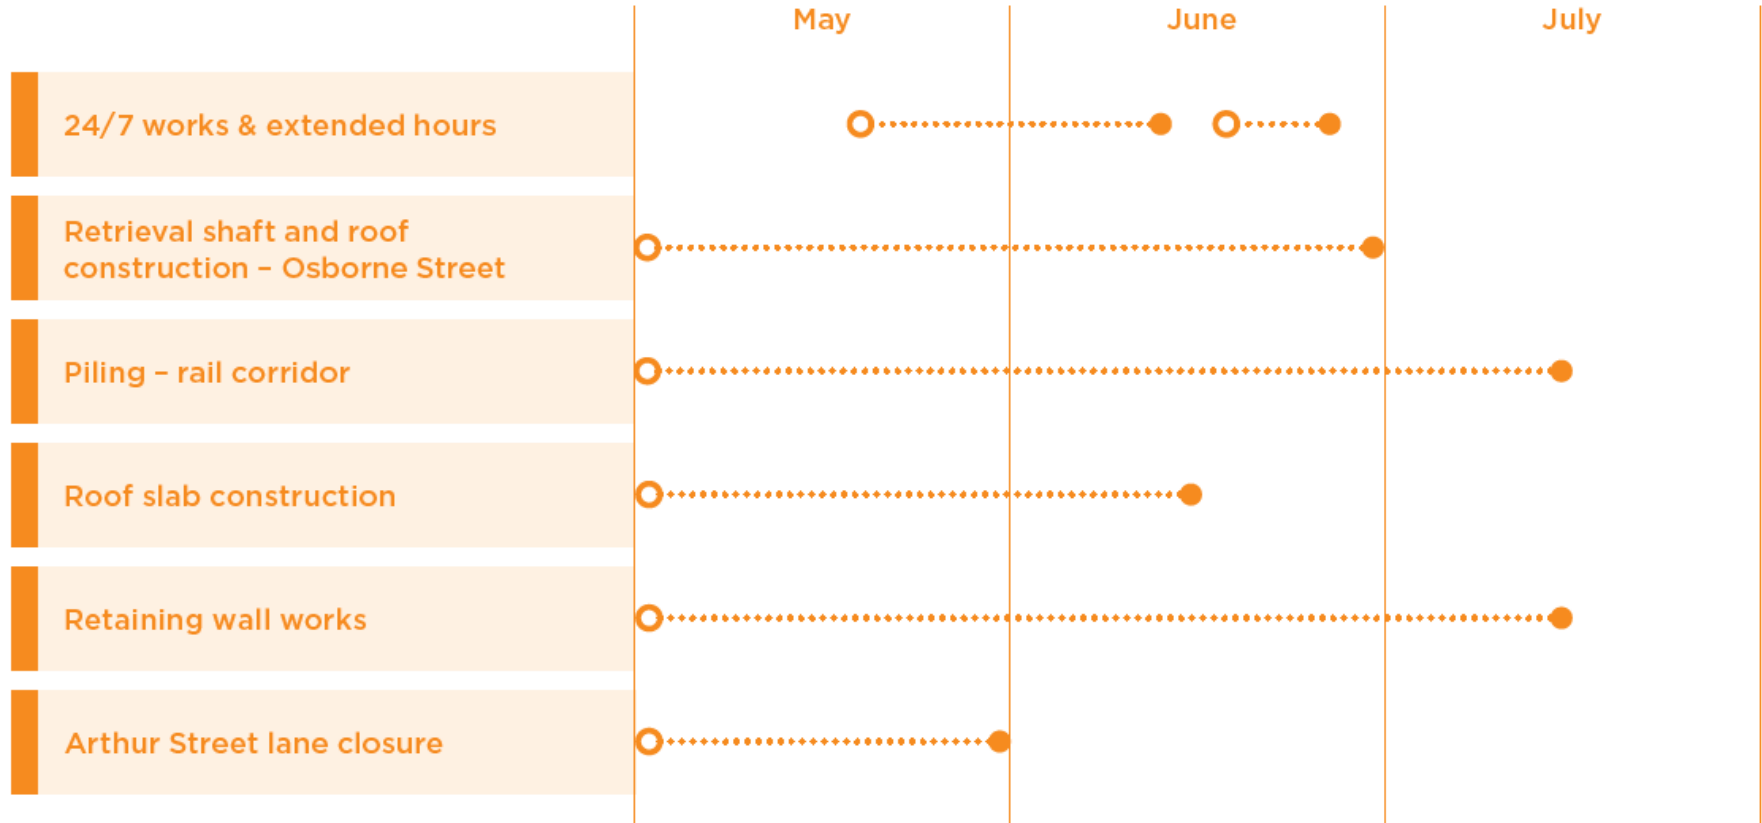 May June July
24/7 works & extended hours
Retrieval shaft and roof
construction – Osborne Street
Piling – rail corridor
Roof slab construction
Retaining wall works
Arthur Street lane closure